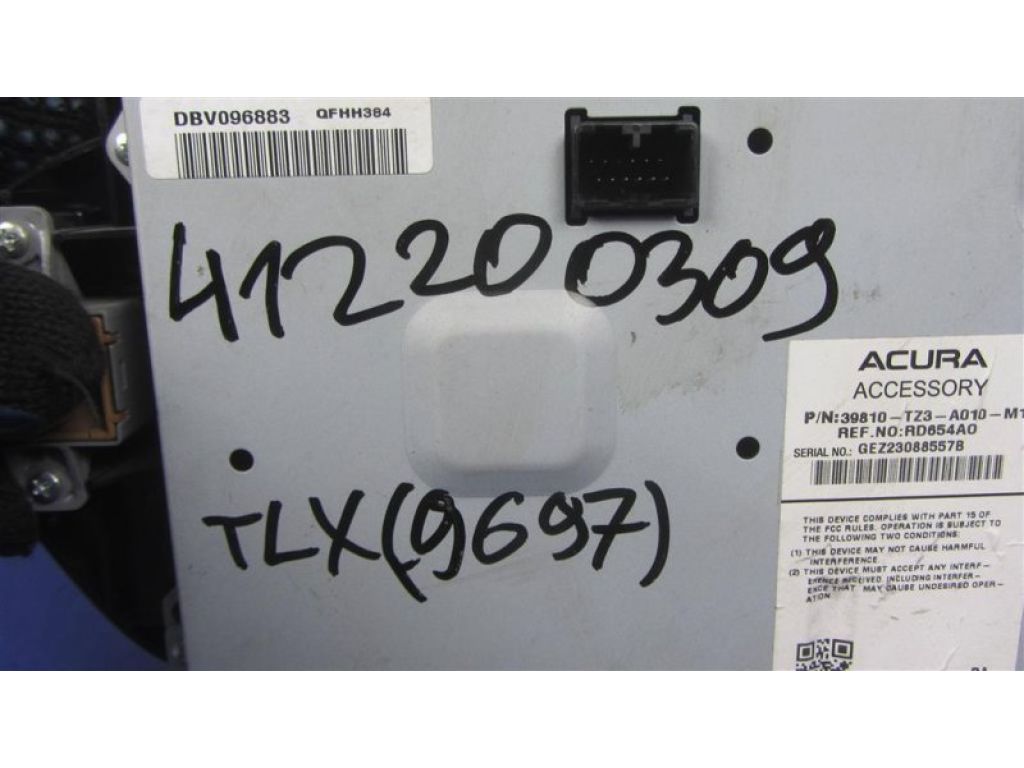 DBV096883 QFHH384
412200309
ACURA
ACCESSORY
P/N:39810-TZ3-A010-M1
REF.NO:RD654A0
SERIAL NO.: GEZ23088557B
TLX(9697)
THIS DEVICE COMPLIES WITH PART 15 OF
THE FCC RULES. OPERATION IS SUBJECT TO
THE FOLLOWING TWO CONDITIONS:
(1) THIS DEVICE MAY NOT CAUSE HARMFUL
INTERFERENCE.
(2) THIS DEVICE MUST ACCEPT ANY INTERF-
ERENCE RECEIVED, INCLUDING INTERFER-
ENCE THAT MAY CAUSE UNDESIRED OPER-
ATION